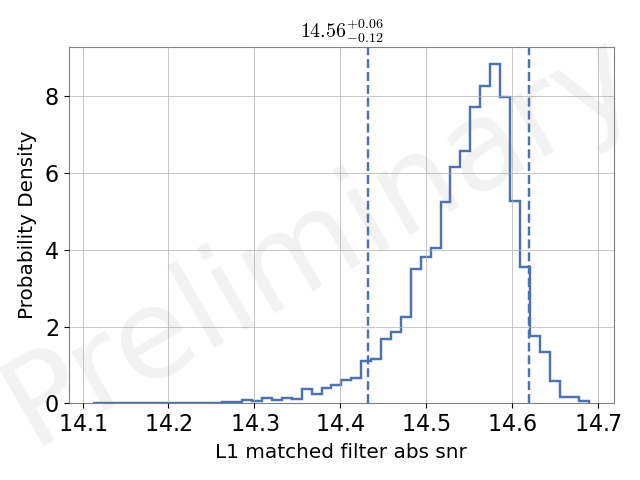 14.56+0.06−0.12
Preliminary
Probability Density
8
6
4
2
0
14.1 14.2 14.3 14.4 14.5 14.6 14.7
L1 matched filter abs snr